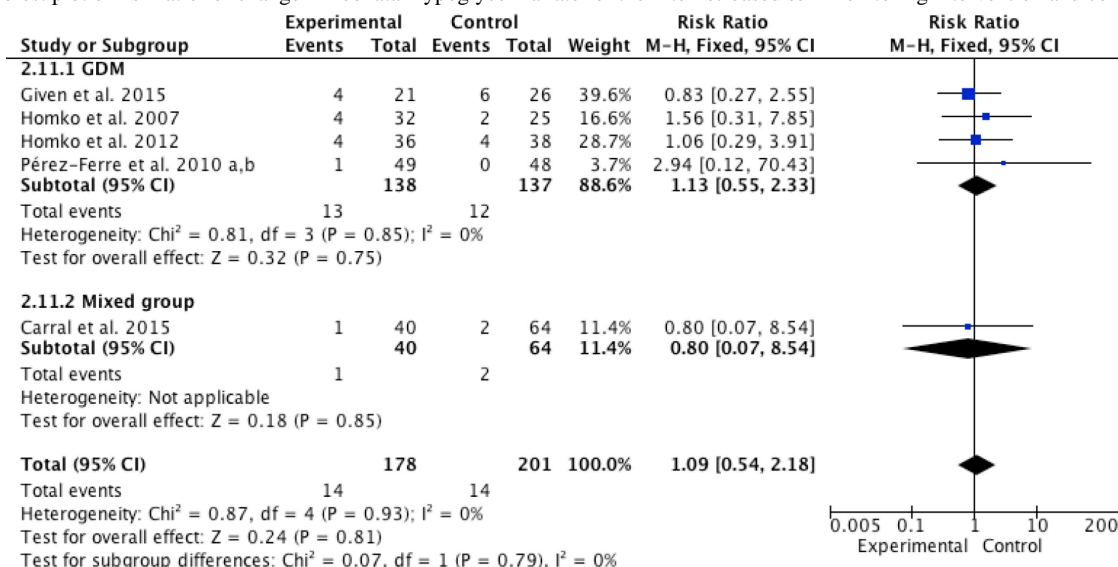 Experimental Control Risk Ratio Risk Ratio
Study or Subgroup Events Total Events Total Weight M-H, Fixed, 95% CI M-H, Fixed, 95% CI
2.11.1 GDM
Given et al. 2015 4 21 6 26 39.6% 0.83 [0.27, 2.55]
Homko et al. 2007 4 32 2 25 16.6% 1.56 [0.31, 7.85]
Homko et al. 2012 4 36 4 38 28.7% 1.06 [0.29, 3.91]
Pérez-Ferre et al. 2010 a,b 1 49 0 48 3.7% 2.94 [0.12, 70.43]
Subtotal (95% CI) 138 137 88.6% 1.13 [0.55, 2.33]
Total events 13 12
Heterogeneity: Chi² = 0.81, df = 3 (P = 0.85); I² = 0%
Test for overall effect: Z = 0.32 (P = 0.75)
2.11.2 Mixed group
Carral et al. 2015 1 40 2 64 11.4% 0.80 [0.07, 8.54]
Subtotal (95% CI) 40 64 11.4% 0.80 [0.07, 8.54]
Total events 1 2
Heterogeneity: Not applicable
Test for overall effect: Z = 0.18 (P = 0.85)
Total (95% CI) 178 201 100.0% 1.09 [0.54, 2.18]
Total events 14 14
Heterogeneity: Chi² = 0.87, df = 4 (P = 0.93); I² = 0%
Test for overall effect: Z = 0.24 (P = 0.81)
Test for subgroup differences: Chi² = 0.07, df = 1 (P = 0.79), I² = 0%
0.005 0.1 1 10 200
Experimental Control